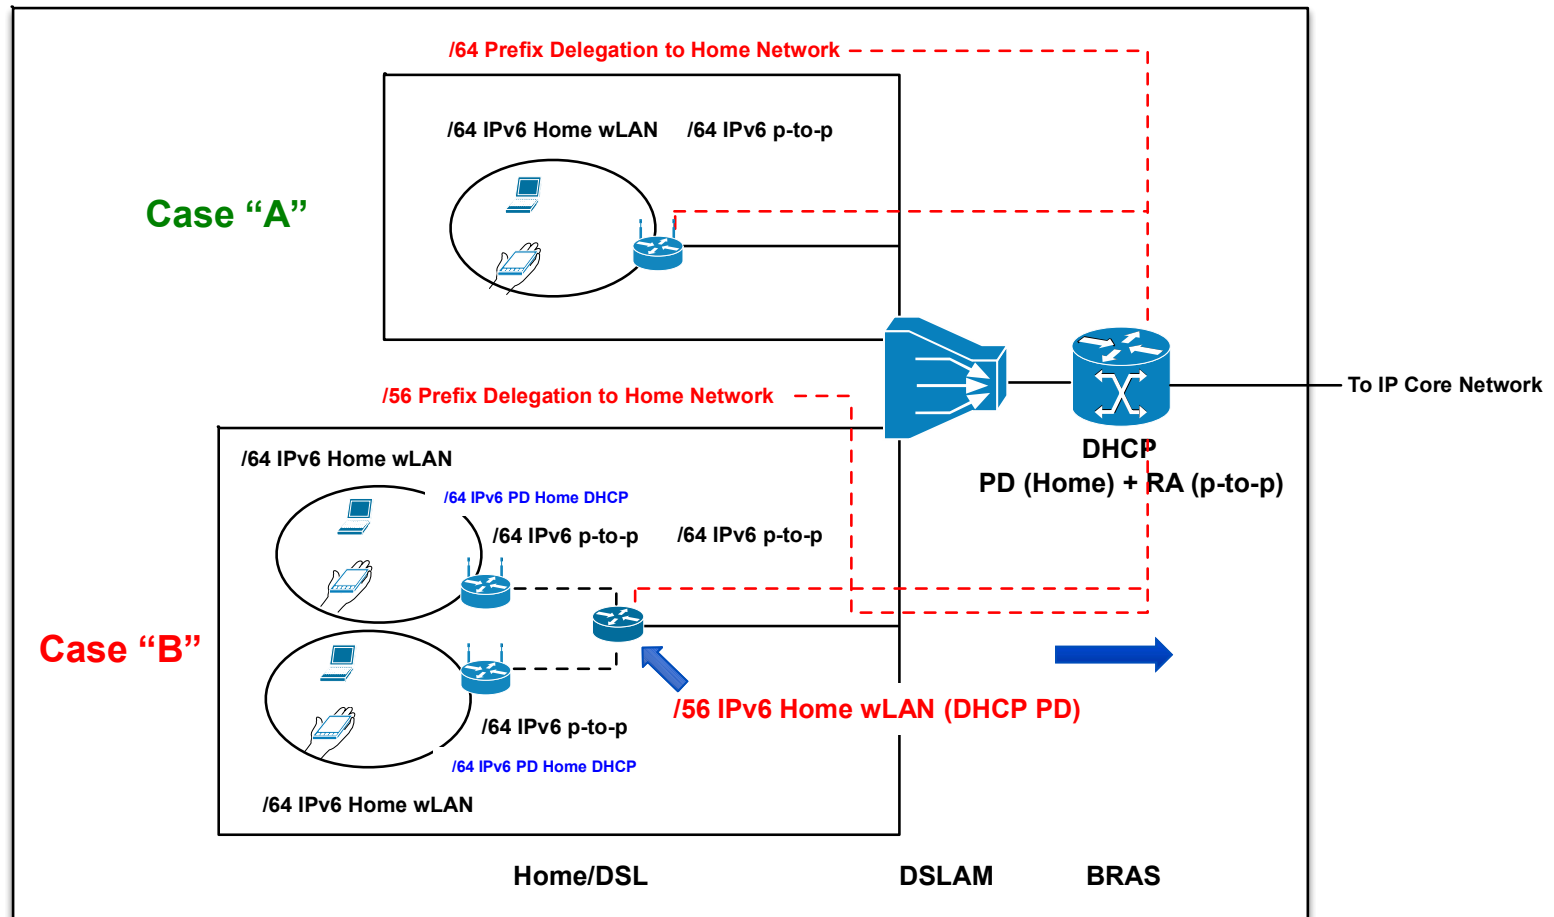 /64 Prefix Delegation to Home Network
/64 IPv6 Home wLAN
/64 IPv6 p-to-p
Case “A”
/56 Prefix Delegation to Home Network
To IP Core Network
DHCP
PD (Home) + RA (p-to-p)
/64 IPv6 Home wLAN
/64 IPv6 PD Home DHCP
/64 IPv6 p-to-p
/64 IPv6 p-to-p
Case “B”
/56 IPv6 Home wLAN (DHCP PD)
/64 IPv6 p-to-p
/64 IPv6 PD Home DHCP
/64 IPv6 Home wLAN
Home/DSL
DSLAM
BRAS